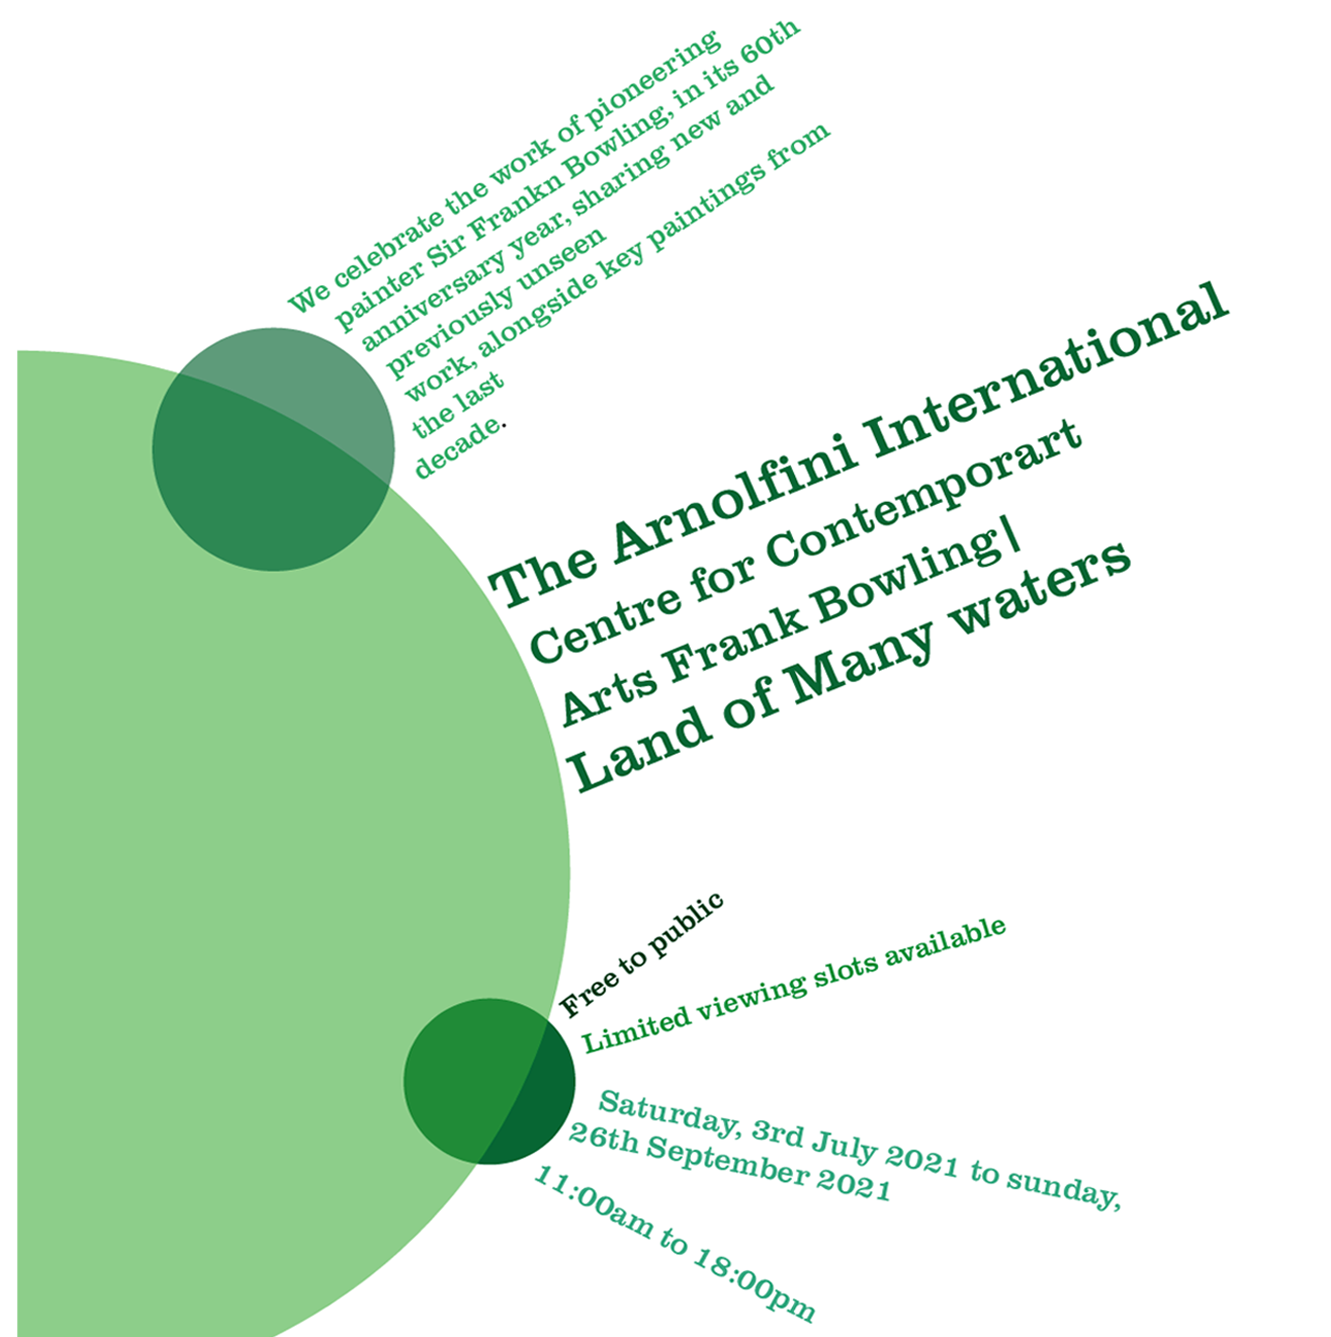 We celebrate the work of pioneering
painter Sir Frankn Bowling, in its 60th
anniversary year, sharing new and
previously unseen
work, alongside key paintings from
the last
decade.
The Arnolfini International
Centre for Contemporart
Arts Frank Bowling|
Land of Many waters
Free to public
Limited viewing slots available
Saturday, 3rd July 2021 to sunday,
26th September 2021
11:00am to 18:00pm